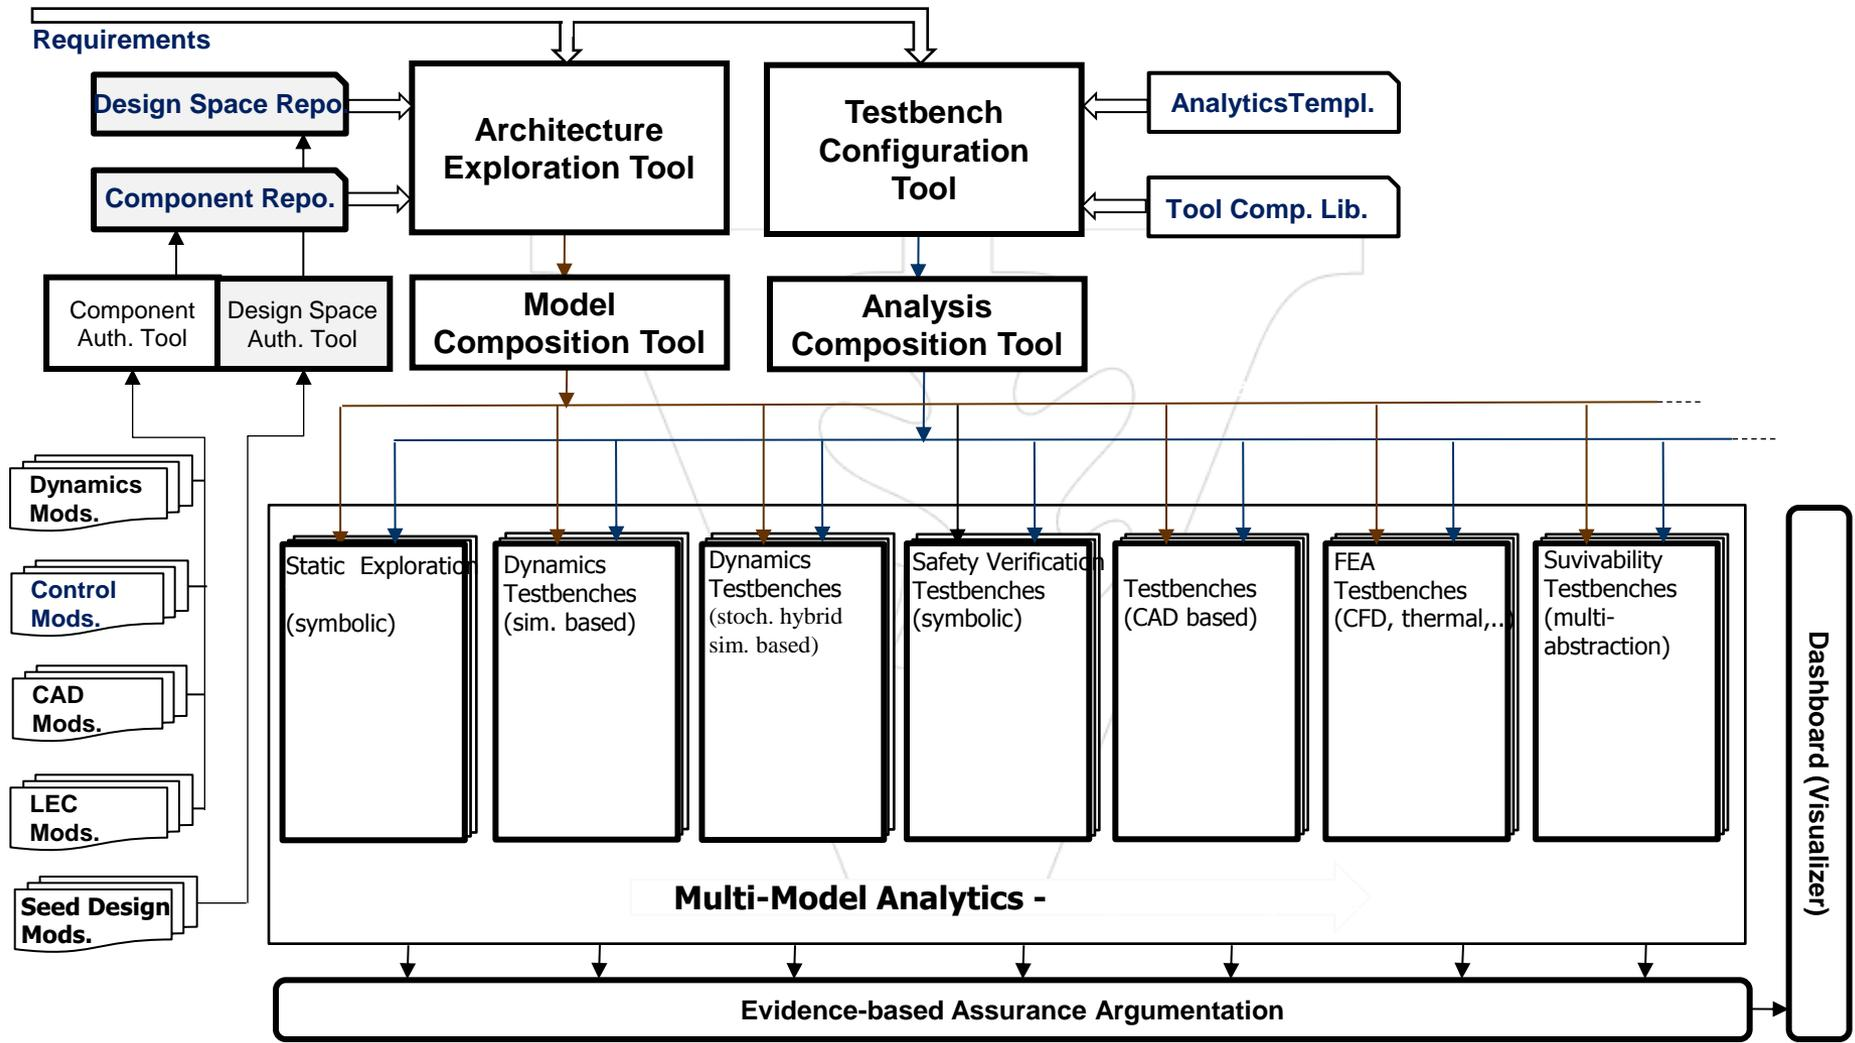 Requirements
Design Space Repo.
Component Repo.
Architecture
Exploration Tool
Testbench
Configuration
Tool
AnalyticsTempl.
Tool Comp. Lib.
Component
Auth. Tool
Design Space
Auth. Tool
Model
Composition Tool
Analysis
Composition Tool
Dynamics
Mods.
Control
Mods.
CAD
Mods.
LEC
Mods.
Seed Design
Mods.
Static Exploration
(symbolic)
Dynamics
Testbenches
(sim. based)
Dynamics
Testbenches
(stoch. hybrid
sim. based)
Safety Verification
Testbenches
(symbolic)
Testbenches
(CAD based)
FEA
Testbenches
(CFD, thermal,..)
Suvivability
Testbenches
(multi-
abstraction)
Multi-Model Analytics -
Evidence-based Assurance Argumentation
Dashboard (Visualizer)